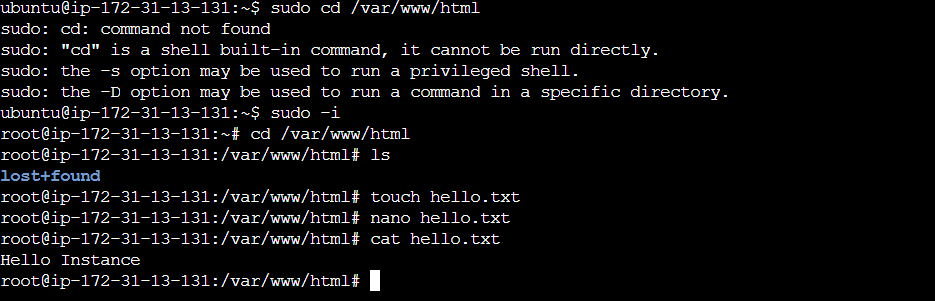 ubuntu@ip-172-31-13-131:~$ sudo cd /var/www/html
sudo: cd: command not found
sudo: "cd" is a shell built-in command, it cannot be run directly.
sudo: the -s option may be used to run a privileged shell.
sudo: the -D option may be used to run a command in a specific directory.
ubuntu@ip-172-31-13-131:~$ sudo -i
root@ip-172-31-13-131:~# cd /var/www/html
root@ip-172-31-13-131:/var/www/html# ls
lost+found
root@ip-172-31-13-131:/var/www/html# touch hello.txt
root@ip-172-31-13-131:/var/www/html# nano hello.txt
root@ip-172-31-13-131:/var/www/html# cat hello.txt
Hello Instance
root@ip-172-31-13-131:/var/www/html#